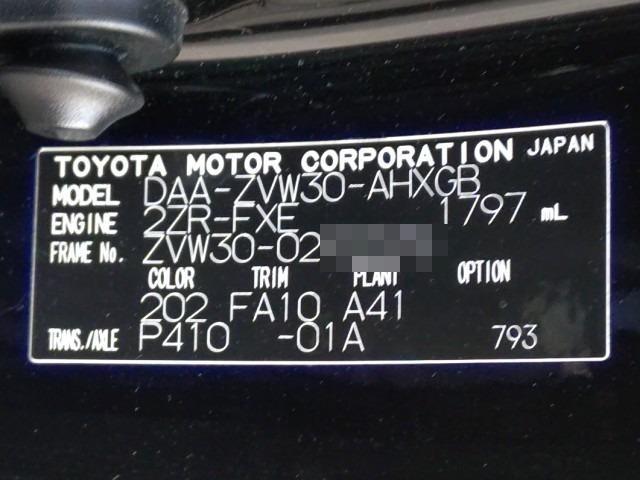 TOYOTA MOTOR CORPORATION JAPAN
MODEL DAA-ZVW30-AHXGB
ENGINE 2ZR-FXE 1797 mL
FRAME No. ZVW30-02
COLOR TRIM PLANT OPTION
202 FA10 A41
TRANS./AXLE P410 -01A 793